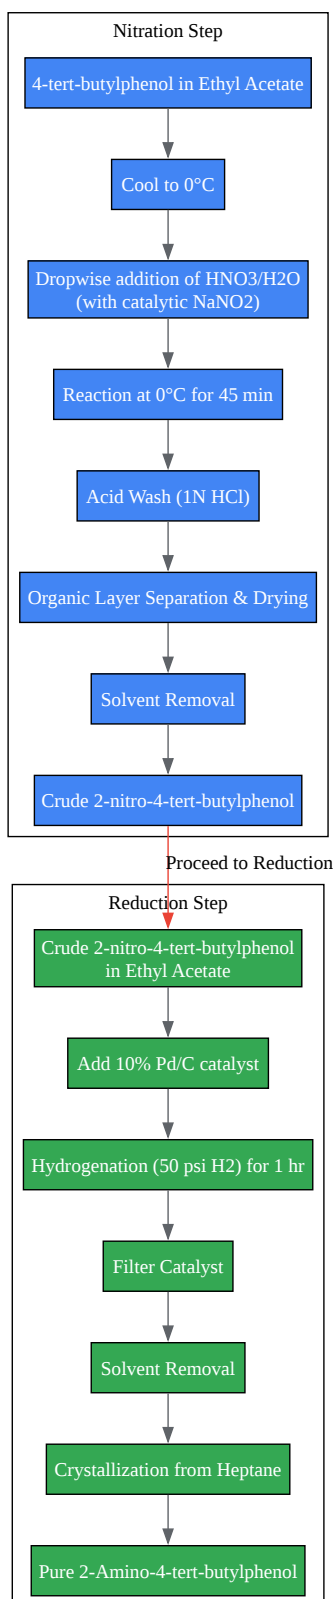 Nitration Step
4-tert-butylphenol in Ethyl Acetate
Cool to 0°C
Dropwise addition of HNO3/H2O
(with catalytic NaNO2)
Reaction at 0°C for 45 min
Acid Wash (1N HCl)
Organic Layer Separation & Drying
Solvent Removal
Crude 2-nitro-4-tert-butylphenol
Proceed to Reduction
Reduction Step
Crude 2-nitro-4-tert-butylphenol
in Ethyl Acetate
Add 10% Pd/C catalyst
Hydrogenation (50 psi H2) for 1 hr
Filter Catalyst
Solvent Removal
Crystallization from Heptane
Pure 2-Amino-4-tert-butylphenol